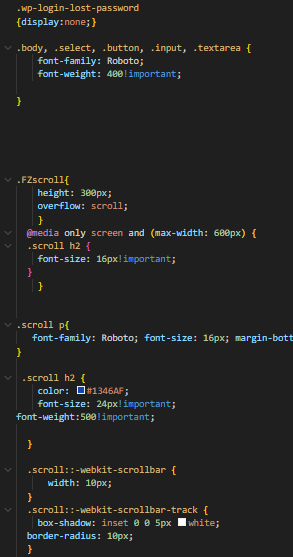 .wp-login-lost-password
{display:none;}
.body, .select, .button, .input, .textarea {
font-family: Roboto;
font-weight: 400!important;
}
.FZscroll{
height: 300px;
overflow: scroll;
}
@media only screen and (max-width: 600px) {
.scroll h2 {
font-size: 16px!important;
}
}
.scroll p{
font-family: Roboto; font-size: 16px; margin-bott
}
.scroll h2 {
color: #1346AF;
font-size: 24px!important;
font-weight:500!important;
}
.scroll::-webkit-scrollbar {
width: 10px;
}
.scroll::-webkit-scrollbar-track {
box-shadow: inset 0 0 5px white;
border-radius: 10px;
}